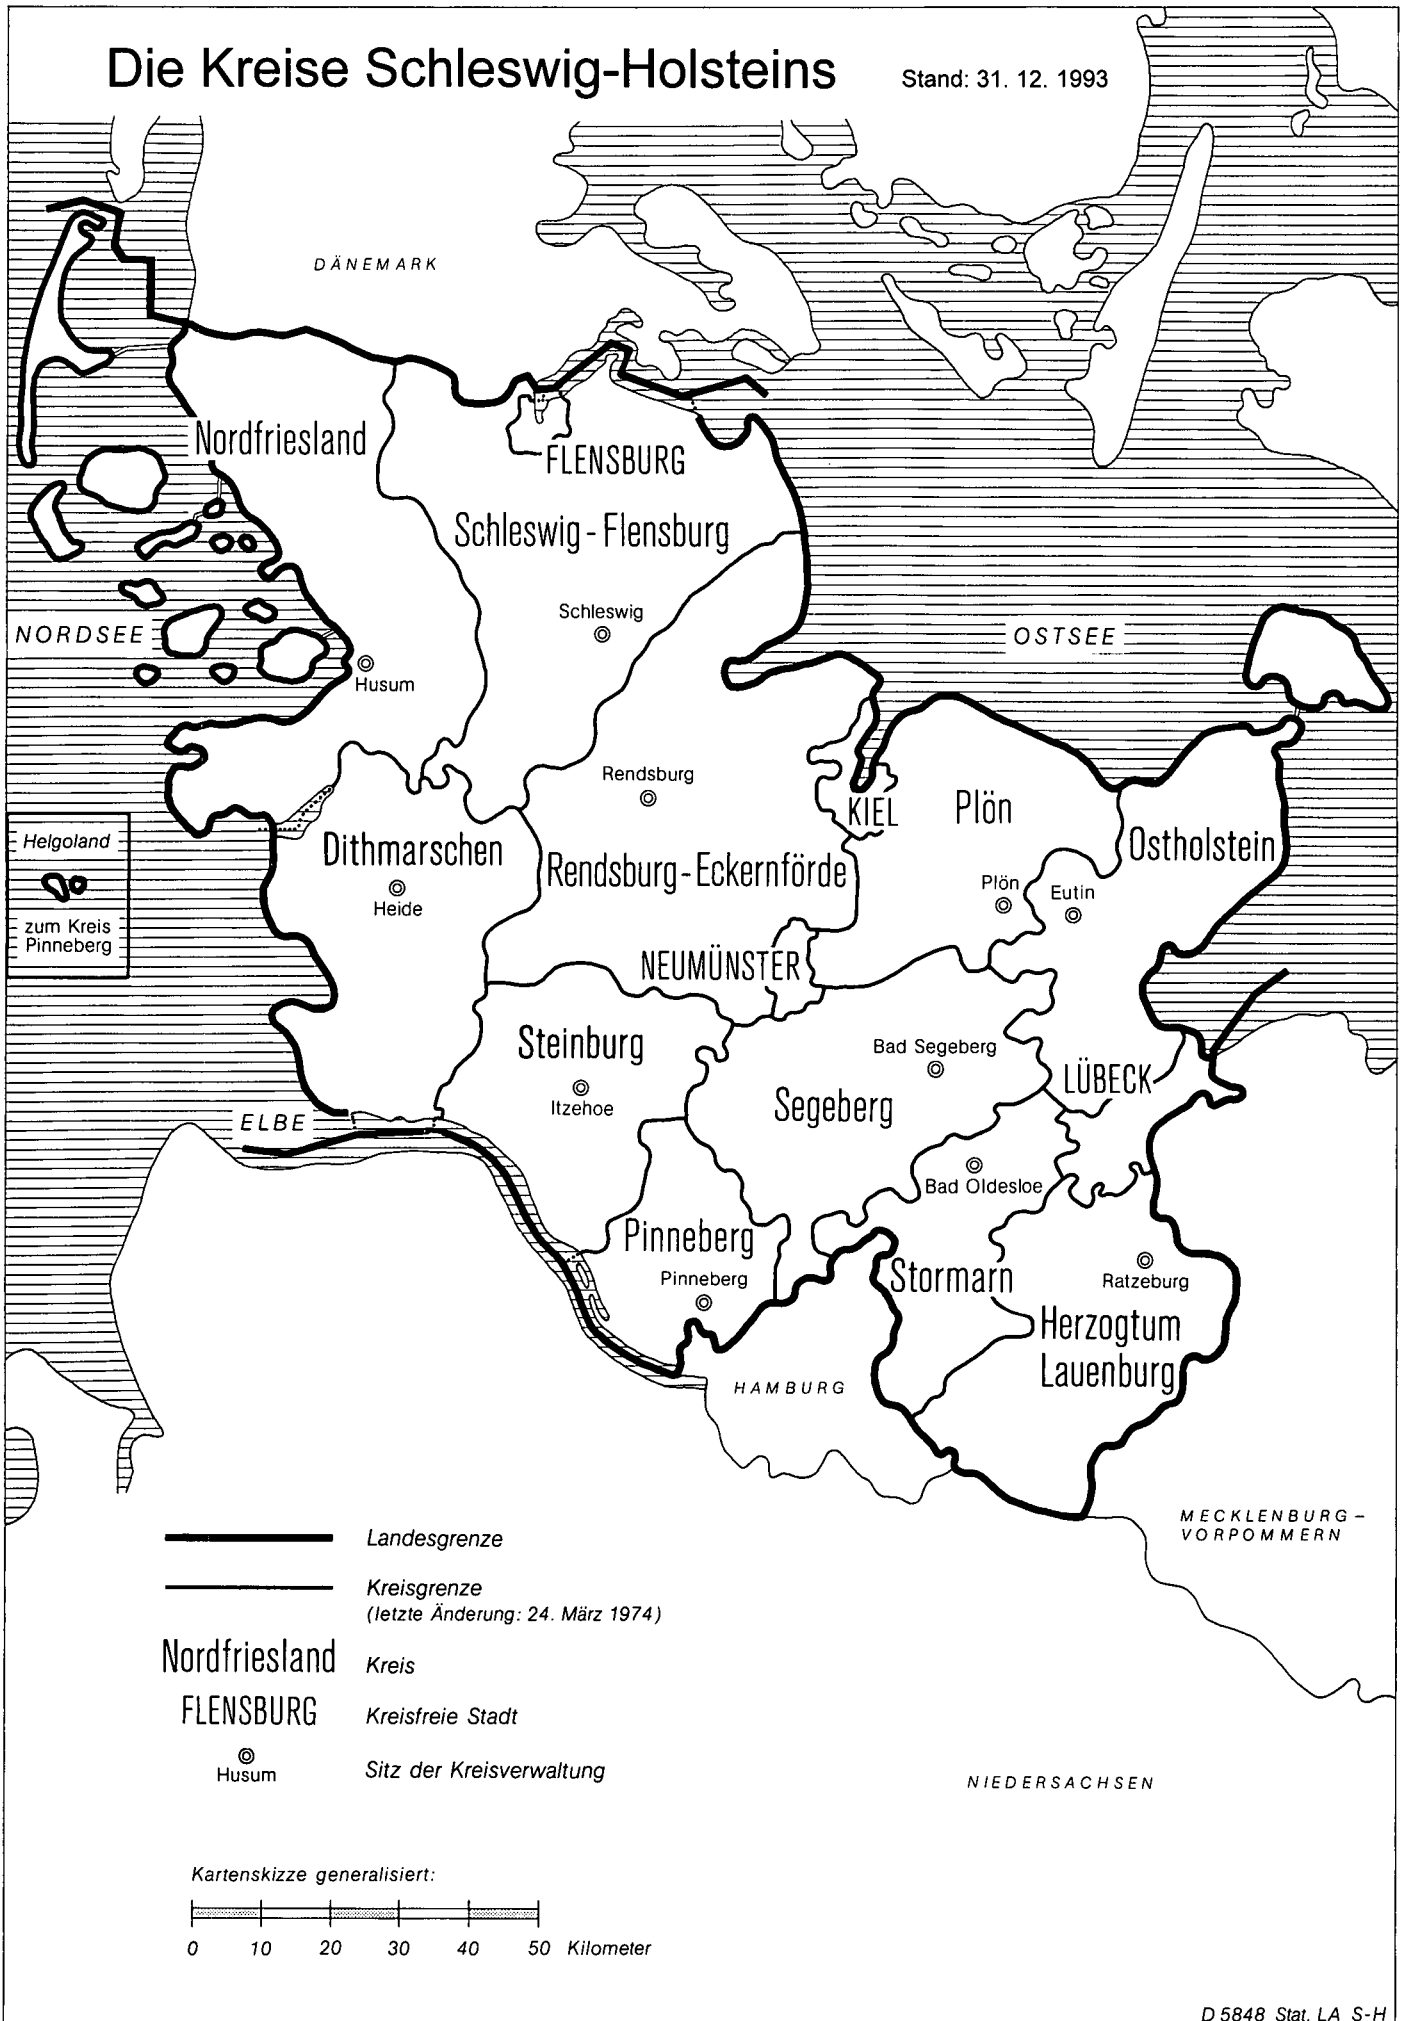 Die Kreise Schleswig-Holsteins
Stand: 31. 12. 1993
DÄNEMARK
Nordfriesland
FLENSBURG
Schleswig-Flensburg
Schleswig
NORDSEE
OSTSEE
Husum
Rendsburg
KIEL
Plön
Helgoland
zum Kreis
Pinneberg
Dithmarschen
Heide
Rendsburg-Eckernförde
Ostholstein
Plön
Eutin
NEUMÜNSTER
Steinburg
Itzehoe
Bad Segeberg
Segeberg
LÜBECK
ELBE
Bad Oldesloe
Pinneberg
Pinneberg
Stormarn
Ratzeburg
Herzogtum
Lauenburg
HAMBURG
MECKLENBURG-
VORPOMMERN
Landesgrenze
Kreisgrenze
(letzte Änderung: 24. März 1974)
Nordfriesland Kreis
FLENSBURG Kreisfreie Stadt
Husum Sitz der Kreisverwaltung
NIEDERSACHSEN
Kartenskizze generalisiert:
0 10 20 30 40 50 Kilometer
D 5848 Stat. LA S-H